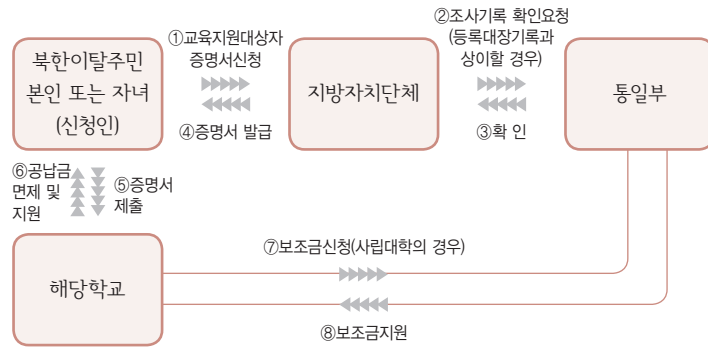 북한이탈주민
본인 또는 자녀
(신청인)
①교육지원대상자
증명서신청
④증명서 발급
지방자치단체
②조사기록 확인요청
(등록대장기록과
상이할 경우)
③확 인
통일부
⑥공납금
면제 및
지원
⑤증명서
제출
해당학교
⑦보조금신청(사립대학의 경우)
⑧보조금지원